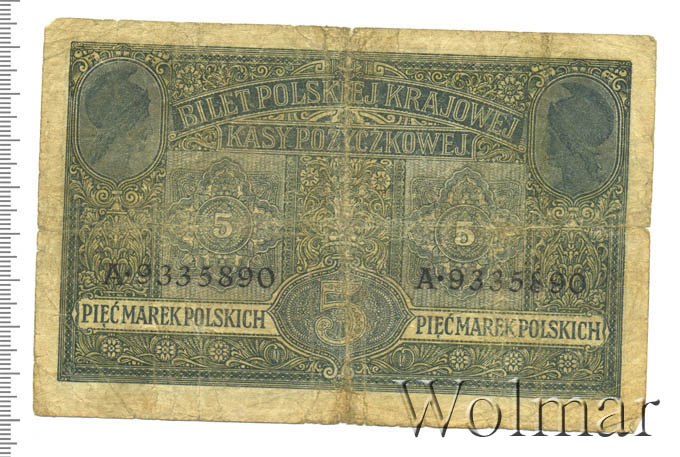 BILET POLSKIEJ KRAJOWEJ
KASY POŻYCZKOWEJ
5 5
A·9335890 A·9335890
5
PIĘĆ MAREK POLSKICH PIĘĆ MAREK POLSKICH
Wolmar